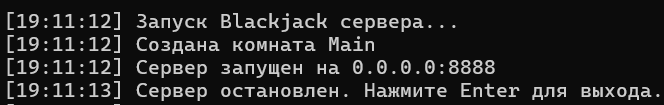 [19:11:12] Запуск Blackjack сервера...
[19:11:12] Создана комната Main
[19:11:12] Сервер запущен на 0.0.0.0:8888
[19:11:13] Сервер остановлен. Нажмите Enter для выхода.